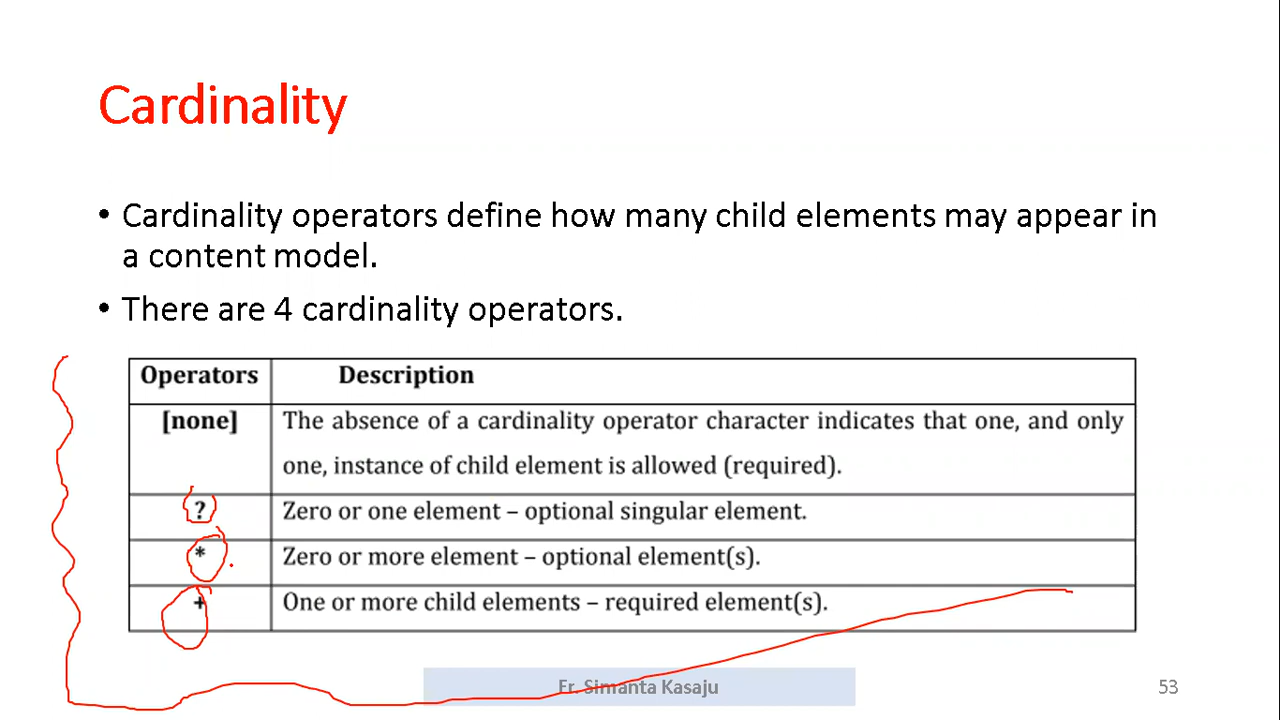 Cardinality
• Cardinality operators define how many child elements may appear in
a content model.
• There are 4 cardinality operators.
Operators Description
[none] The absence of a cardinality operator character indicates that one, and only
one, instance of child element is allowed (required).
? Zero or one element – optional singular element.
* Zero or more element – optional element(s).
+ One or more child elements – required element(s).
Er. Simanta Kasaju 53